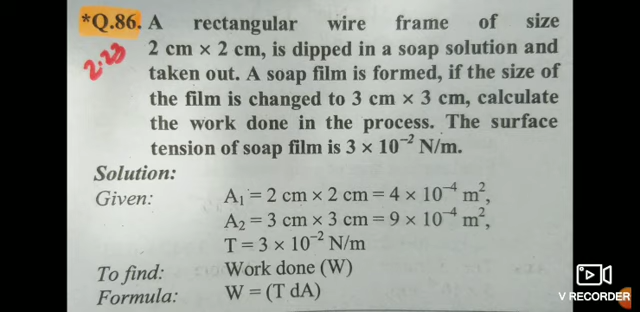 *Q.86. A rectangular wire frame of size
2.23
2 cm × 2 cm, is dipped in a soap solution and
taken out. A soap film is formed, if the size of
the film is changed to 3 cm × 3 cm, calculate
the work done in the process. The surface
tension of soap film is 3 × 10⁻² N/m.
Solution:
Given: A₁ = 2 cm × 2 cm = 4 × 10⁻⁴ m²,
A₂ = 3 cm × 3 cm = 9 × 10⁻⁴ m²,
T = 3 × 10⁻² N/m
To find: Work done (W)
Formula: W = (T dA)
V RECORDER